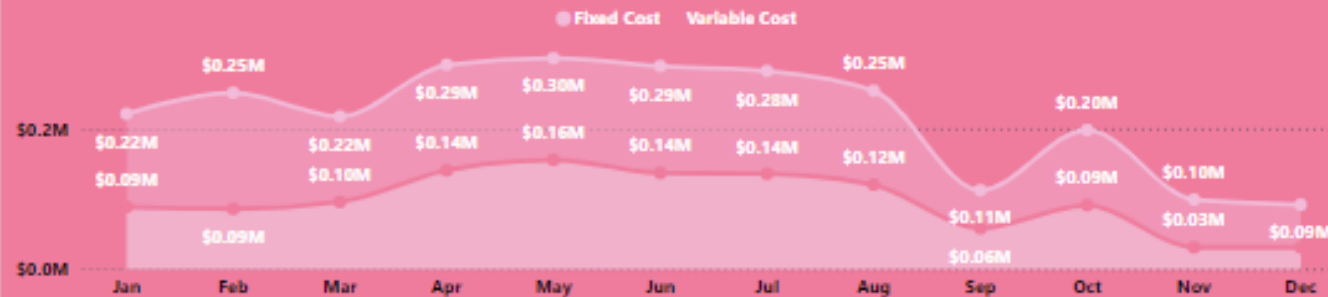 Fixed Cost Variable Cost
$0.25M $0.25M
$0.29M $0.30M $0.29M $0.28M $0.20M
$0.2M
$0.22M $0.22M $0.14M $0.16M $0.14M $0.14M $0.12M
$0.09M $0.10M $0.09M $0.10M
$0.11M $0.03M $0.09M
$0.09M $0.06M
$0.0M
Jan Feb Mar Apr May Jun Jul Aug Sep Oct Nov Dec